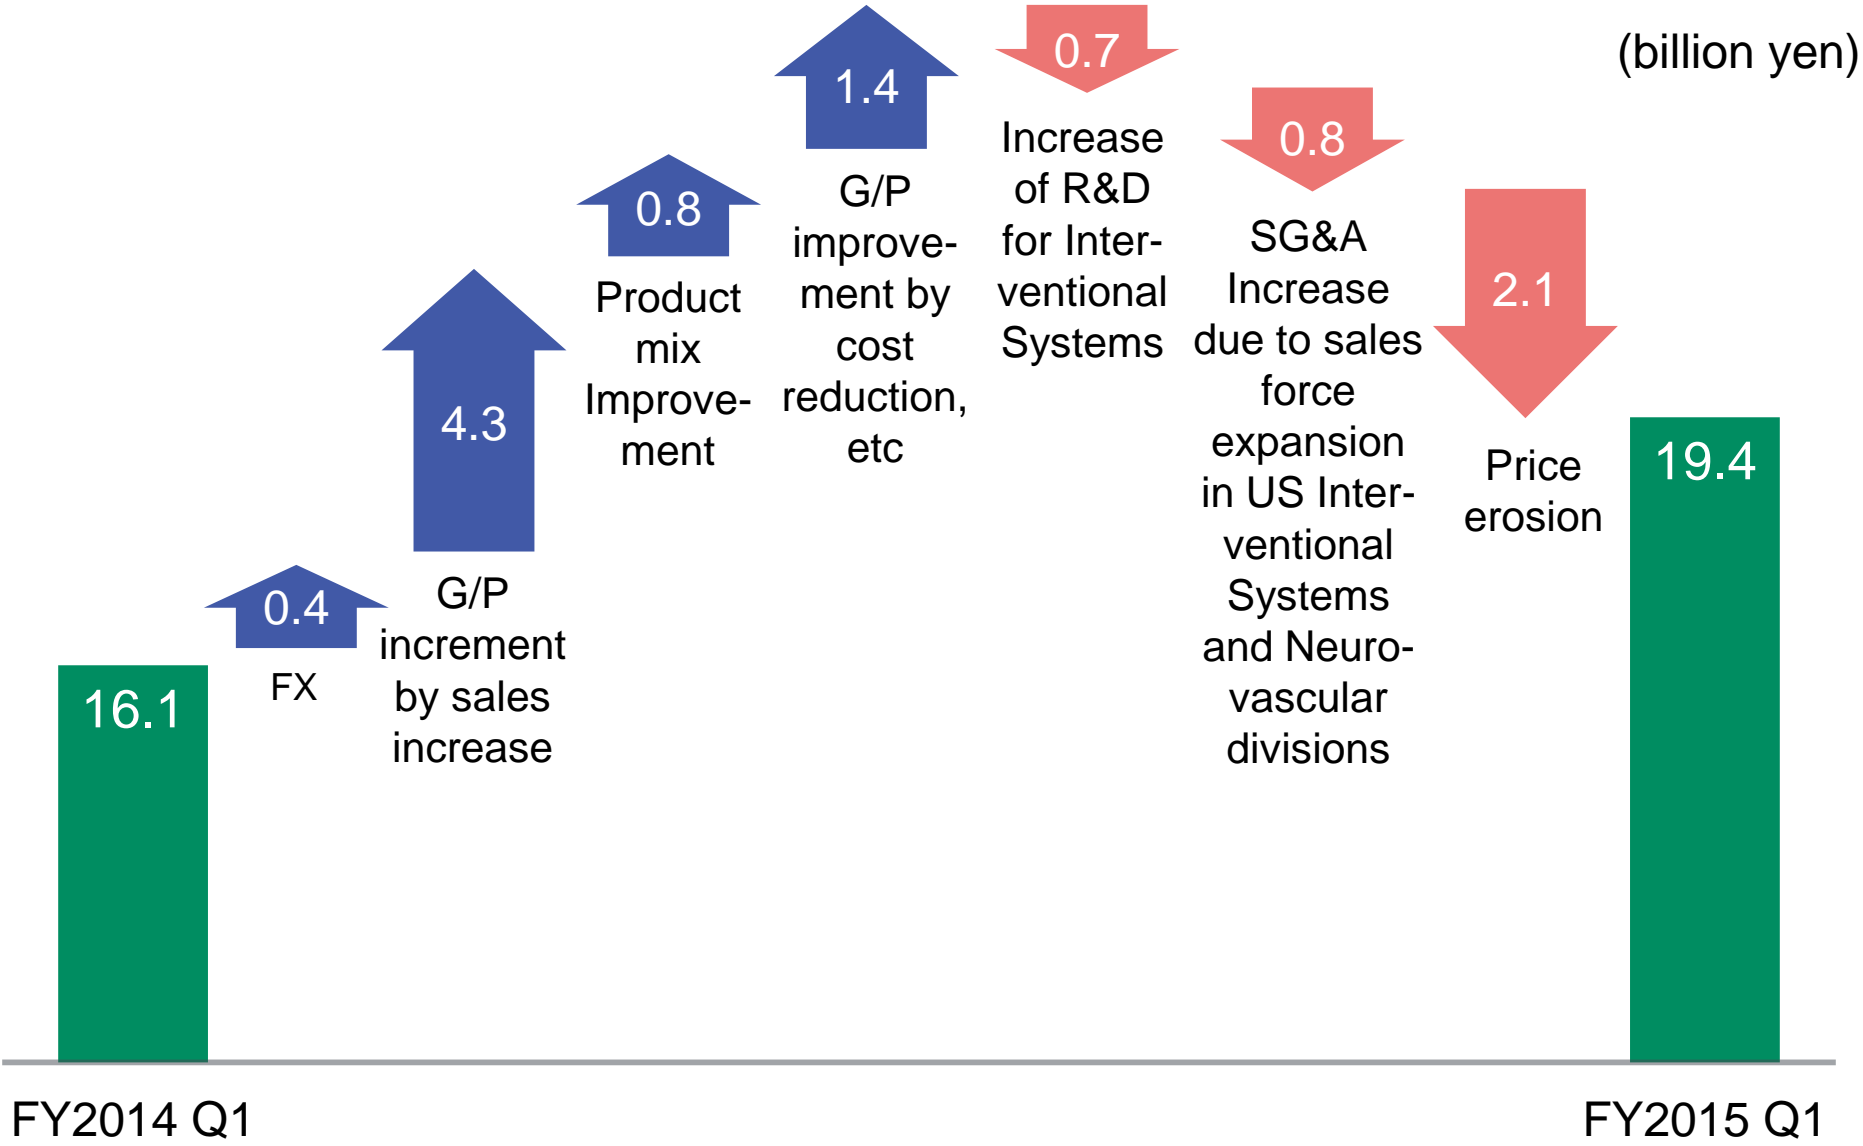 (billion yen)
16.1
FY2014 Q1
0.4
FX
4.3
G/P
increment
by sales
increase
0.8
Product
mix
Improve-
ment
1.4
G/P
improve-
ment by
cost
reduction,
etc
0.7
Increase
of R&D
for Inter-
ventional
Systems
0.8
SG&A
Increase
due to sales
force
expansion
in US Inter-
ventional
Systems
and Neuro-
vascular
divisions
2.1
Price
erosion
19.4
FY2015 Q1